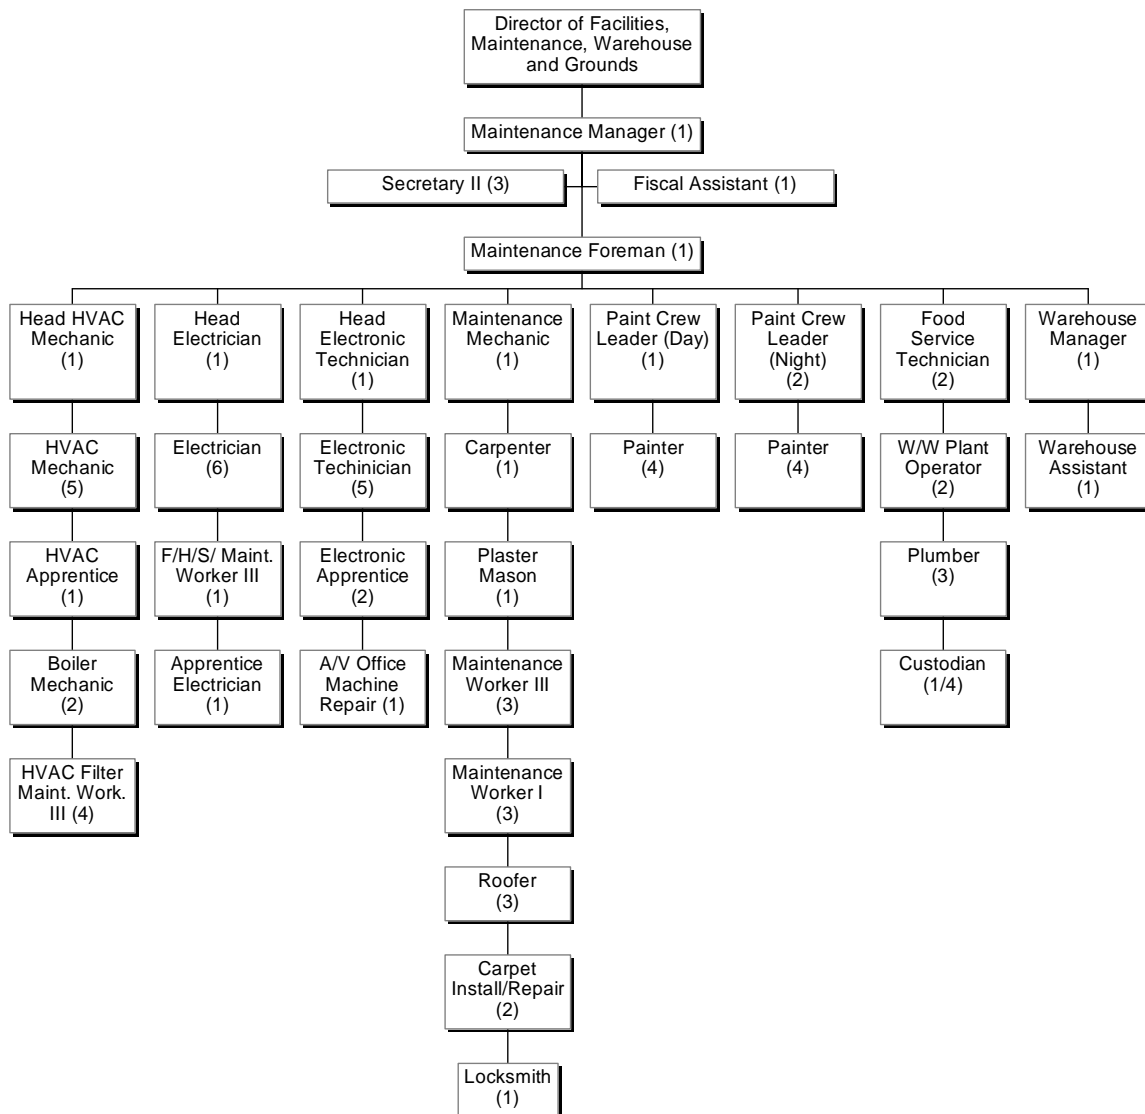 Director of Facilities,
Maintenance, Warehouse
and Grounds
Maintenance Manager (1)
Secretary II (3)
Fiscal Assistant (1)
Maintenance Foreman (1)
Head HVAC
Mechanic
(1)
Head
Electrician
(1)
Head
Electronic
Technician
(1)
Maintenance
Mechanic
(1)
Paint Crew
Leader (Day)
(1)
Paint Crew
Leader
(Night)
(2)
Food
Service
Technician
(2)
Warehouse
Manager
(1)
HVAC
Mechanic
(5)
Electrician
(6)
Electronic
Techinician
(5)
Carpenter
(1)
Painter
(4)
Painter
(4)
W/W Plant
Operator
(2)
Warehouse
Assistant
(1)
HVAC
Apprentice
(1)
F/H/S/ Maint.
Worker III
(1)
Electronic
Apprentice
(2)
Plaster
Mason
(1)
Plumber
(3)
Boiler
Mechanic
(2)
Apprentice
Electrician
(1)
A/V Office
Machine
Repair (1)
Maintenance
Worker III
(3)
Custodian
(1/4)
HVAC Filter
Maint. Work.
III (4)
Maintenance
Worker I
(3)
Roofer
(3)
Carpet
Install/Repair
(2)
Locksmith
(1)